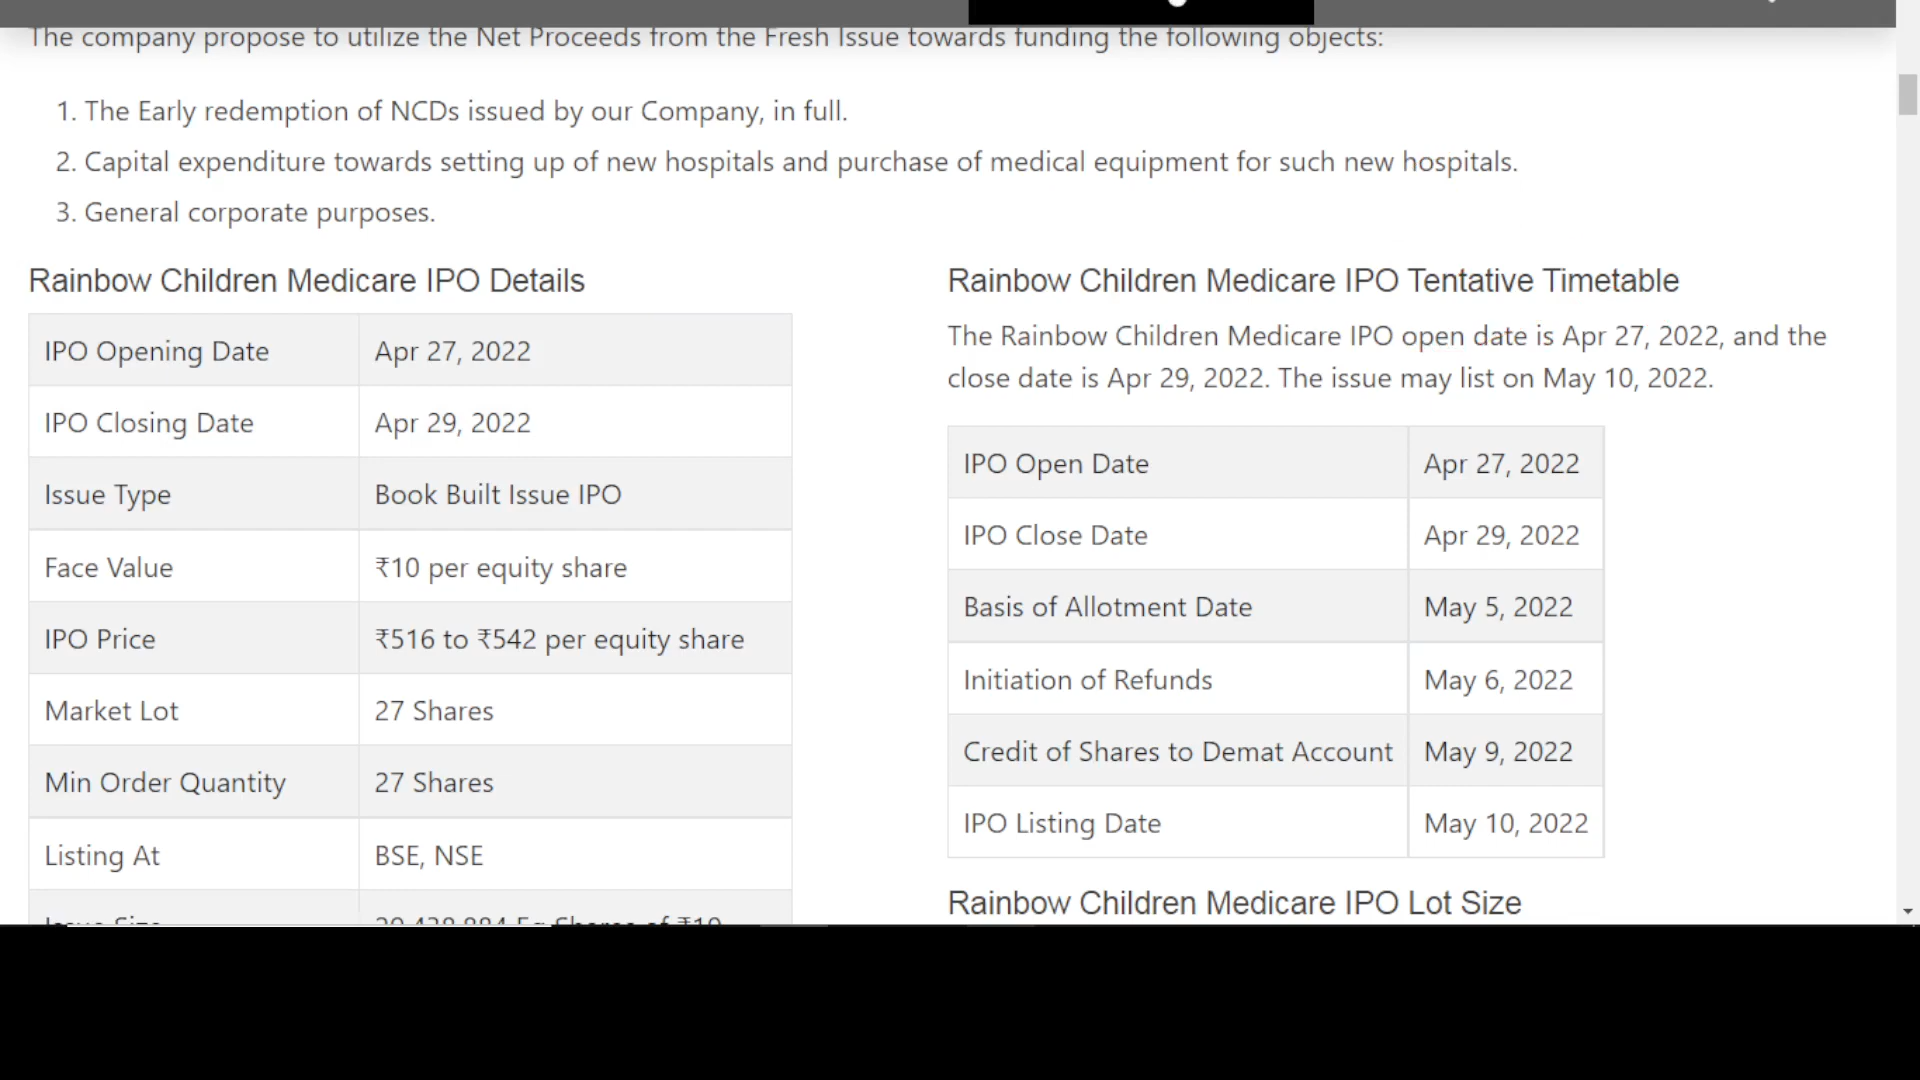 The company propose to utilize the Net Proceeds from the Fresh Issue towards funding the following objects:
1. The Early redemption of NCDs issued by our Company, in full.
2. Capital expenditure towards setting up of new hospitals and purchase of medical equipment for such new hospitals.
3. General corporate purposes.
Rainbow Children Medicare IPO Details
IPO Opening Date Apr 27, 2022
IPO Closing Date Apr 29, 2022
Issue Type Book Built Issue IPO
Face Value ₹10 per equity share
IPO Price ₹516 to ₹542 per equity share
Market Lot 27 Shares
Min Order Quantity 27 Shares
Listing At BSE, NSE
Issue Size Eq Shares of ₹10
Rainbow Children Medicare IPO Tentative Timetable
The Rainbow Children Medicare IPO open date is Apr 27, 2022, and the
close date is Apr 29, 2022. The issue may list on May 10, 2022.
IPO Open Date Apr 27, 2022
IPO Close Date Apr 29, 2022
Basis of Allotment Date May 5, 2022
Initiation of Refunds May 6, 2022
Credit of Shares to Demat Account May 9, 2022
IPO Listing Date May 10, 2022
Rainbow Children Medicare IPO Lot Size